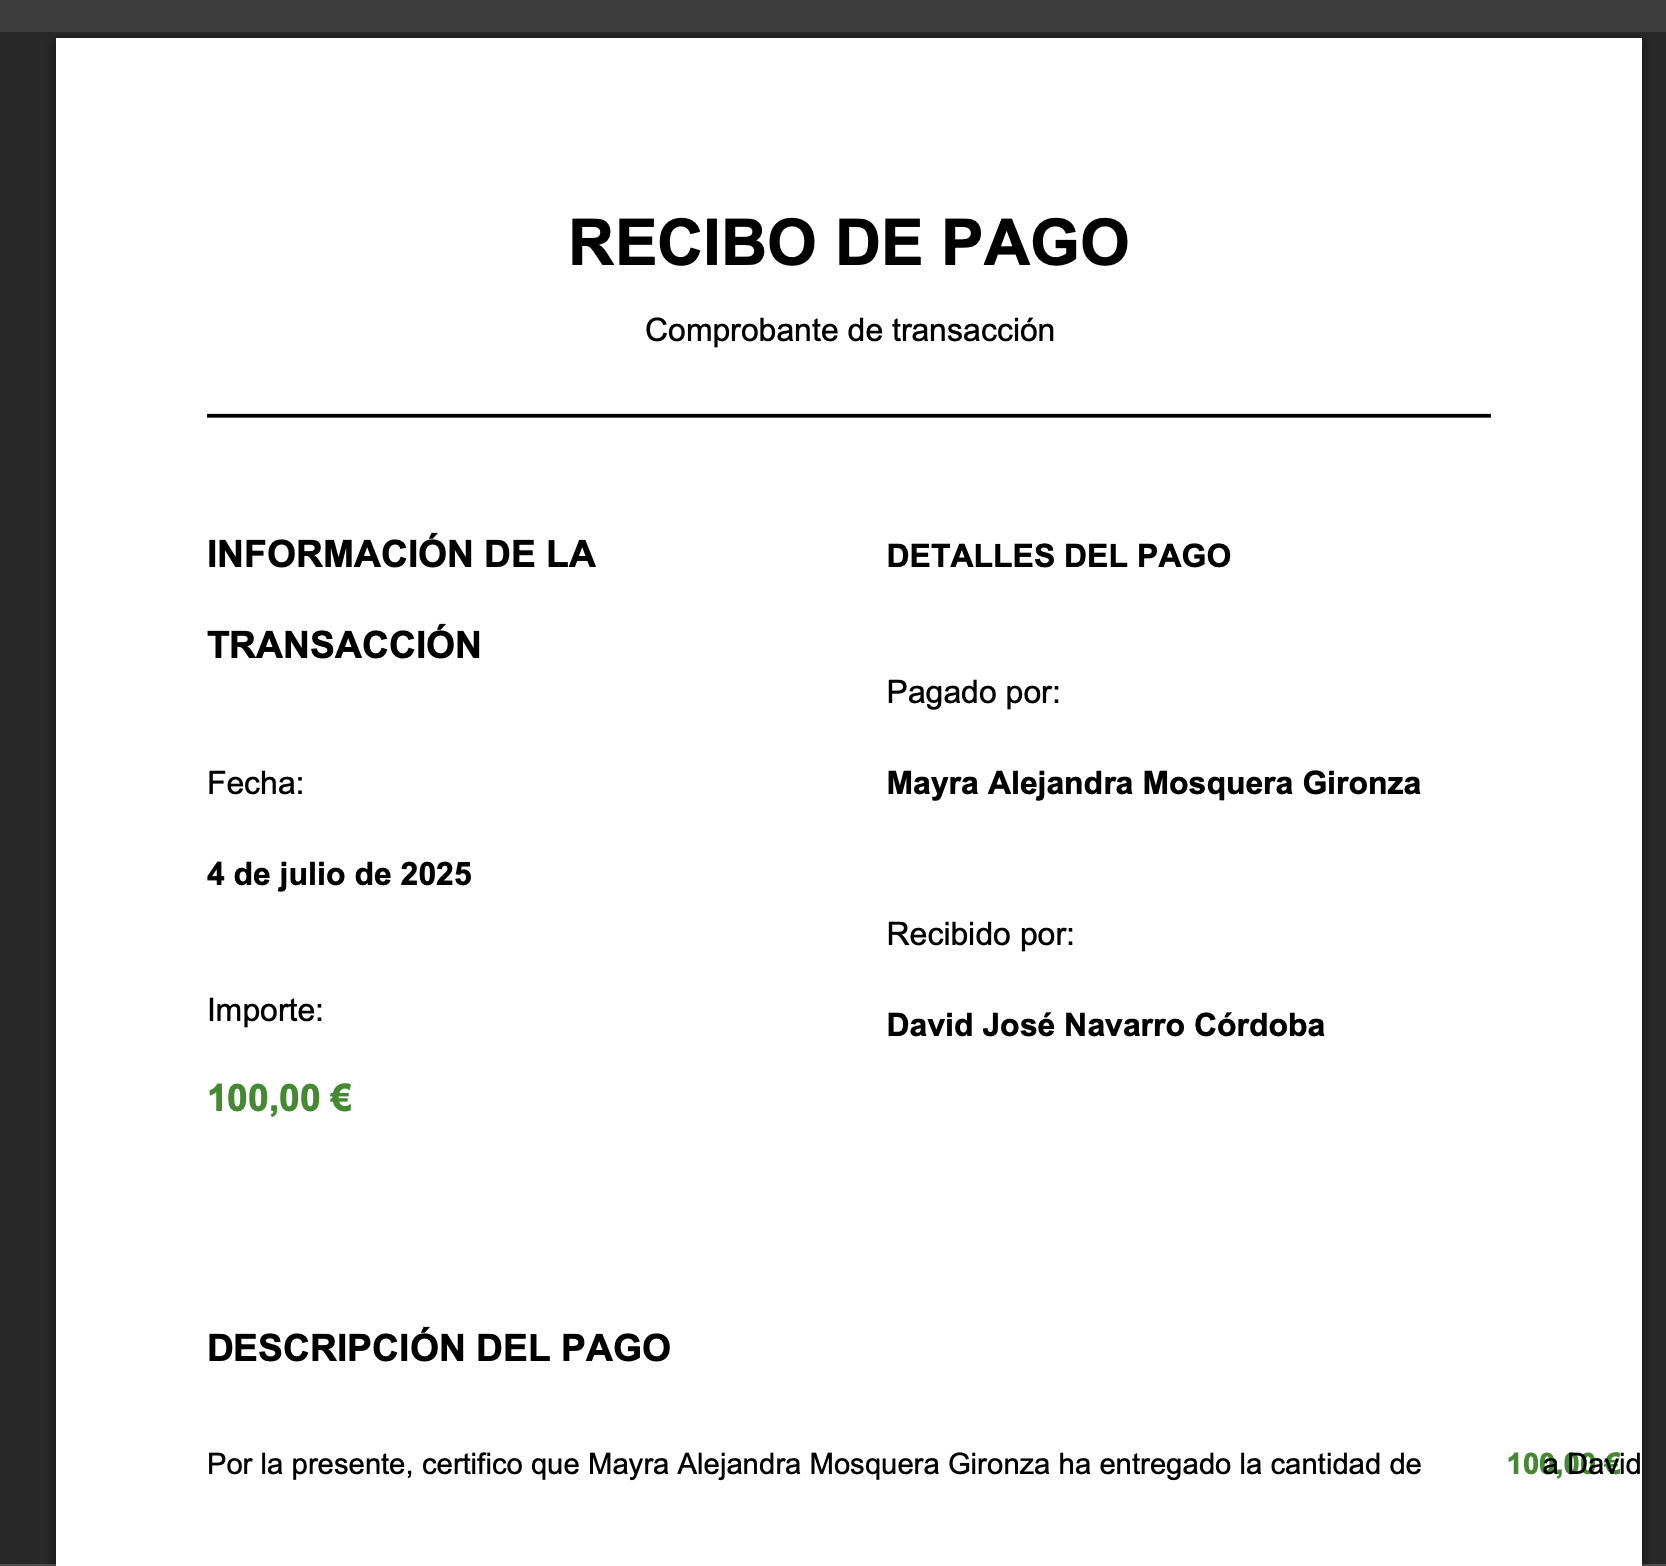 RECIBO DE PAGO
Comprobante de transacción
INFORMACIÓN DE LA
TRANSACCIÓN
Fecha:
4 de julio de 2025
Importe:
100,00 €
DETALLES DEL PAGO
Pagado por:
Mayra Alejandra Mosquera Gironza
Recibido por:
David José Navarro Córdoba
DESCRIPCIÓN DEL PAGO
Por la presente, certifico que Mayra Alejandra Mosquera Gironza ha entregado la cantidad de 100,00 € a David